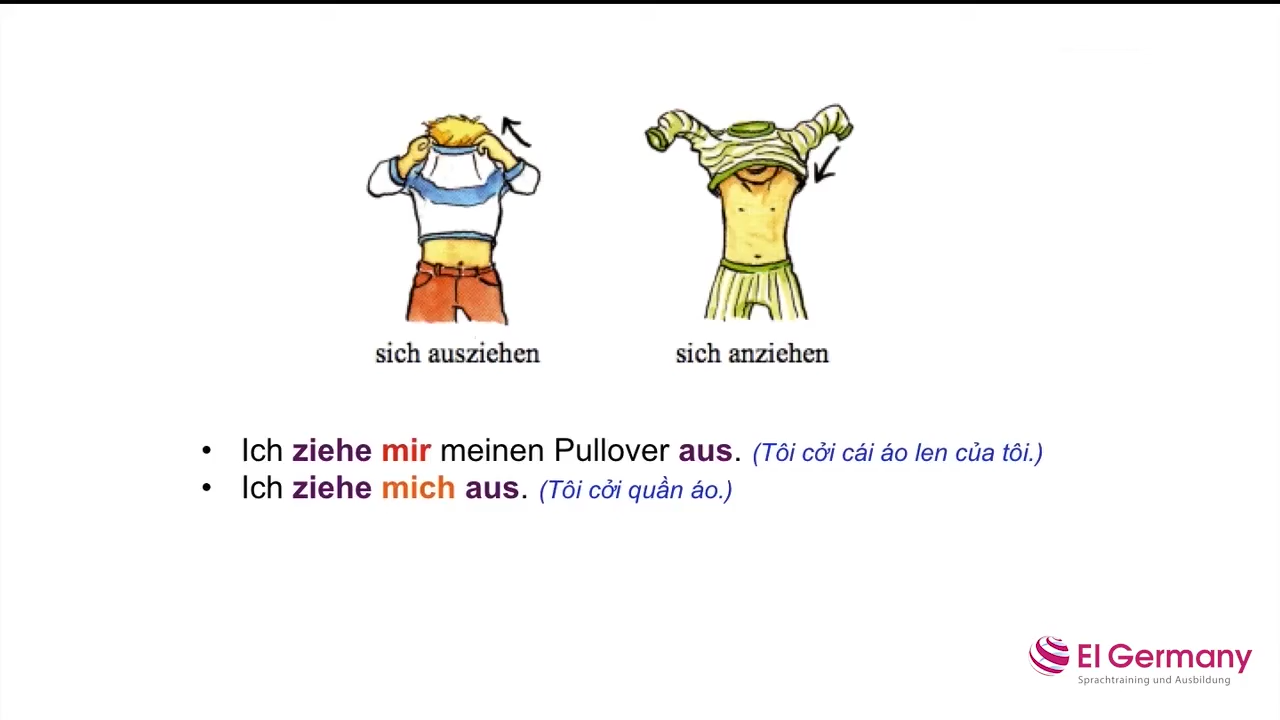 sich ausziehen
sich anziehen
• Ich ziehe mir meinen Pullover aus. (Tôi cởi cái áo len của tôi.)
• Ich ziehe mich aus. (Tôi cởi quần áo.)
EI Germany
Sprachtraining und Ausbildung